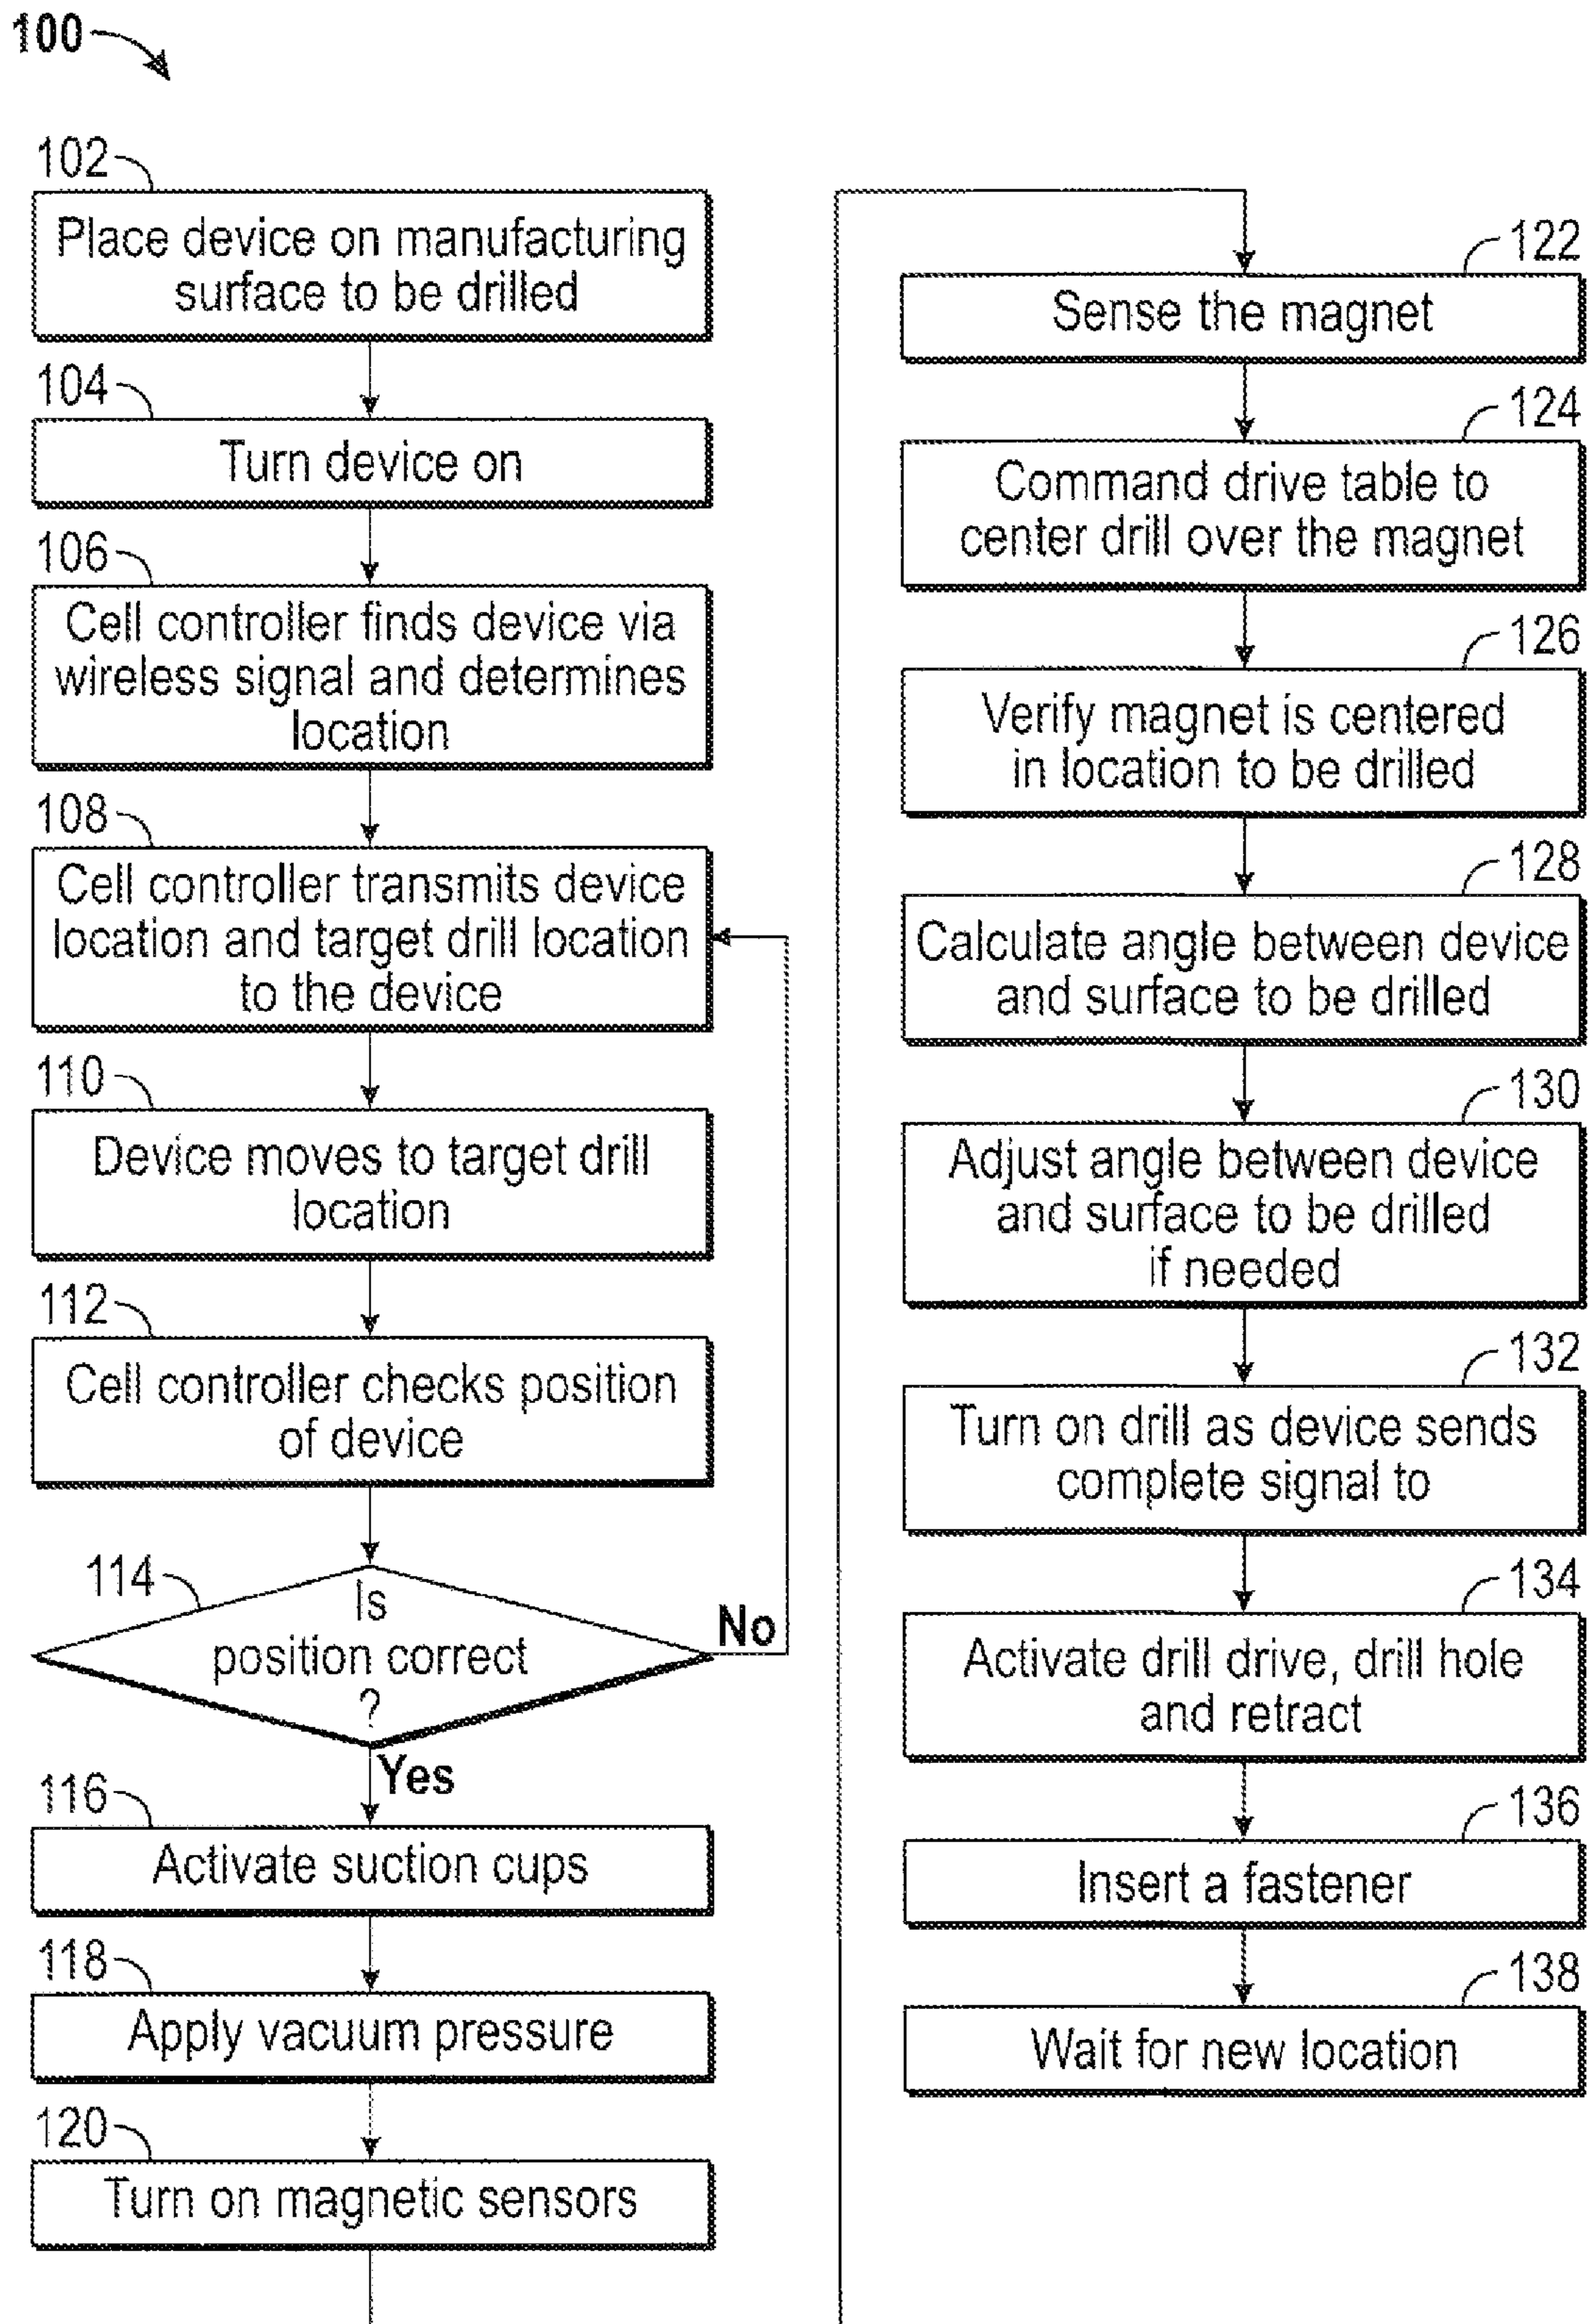 100
102
Place device on manufacturing
surface to be drilled
104
Turn device on
106
Cell controller finds device via
wireless signal and determines
location
108
Cell controller transmits device
location and target drill location
to the device
110
Device moves to target drill
location
112
Cell controller checks position
of device
114
Is
position correct
?
No
Yes
116
Activate suction cups
118
Apply vacuum pressure
120
Turn on magnetic sensors
122
Sense the magnet
124
Command drive table to
center drill over the magnet
126
Verify magnet is centered
in location to be drilled
128
Calculate angle between device
and surface to be drilled
130
Adjust angle between device
and surface to be drilled
if needed
132
Turn on drill as device sends
complete signal to
134
Activate drill drive, drill hole
and retract
136
Insert a fastener
138
Wait for new location